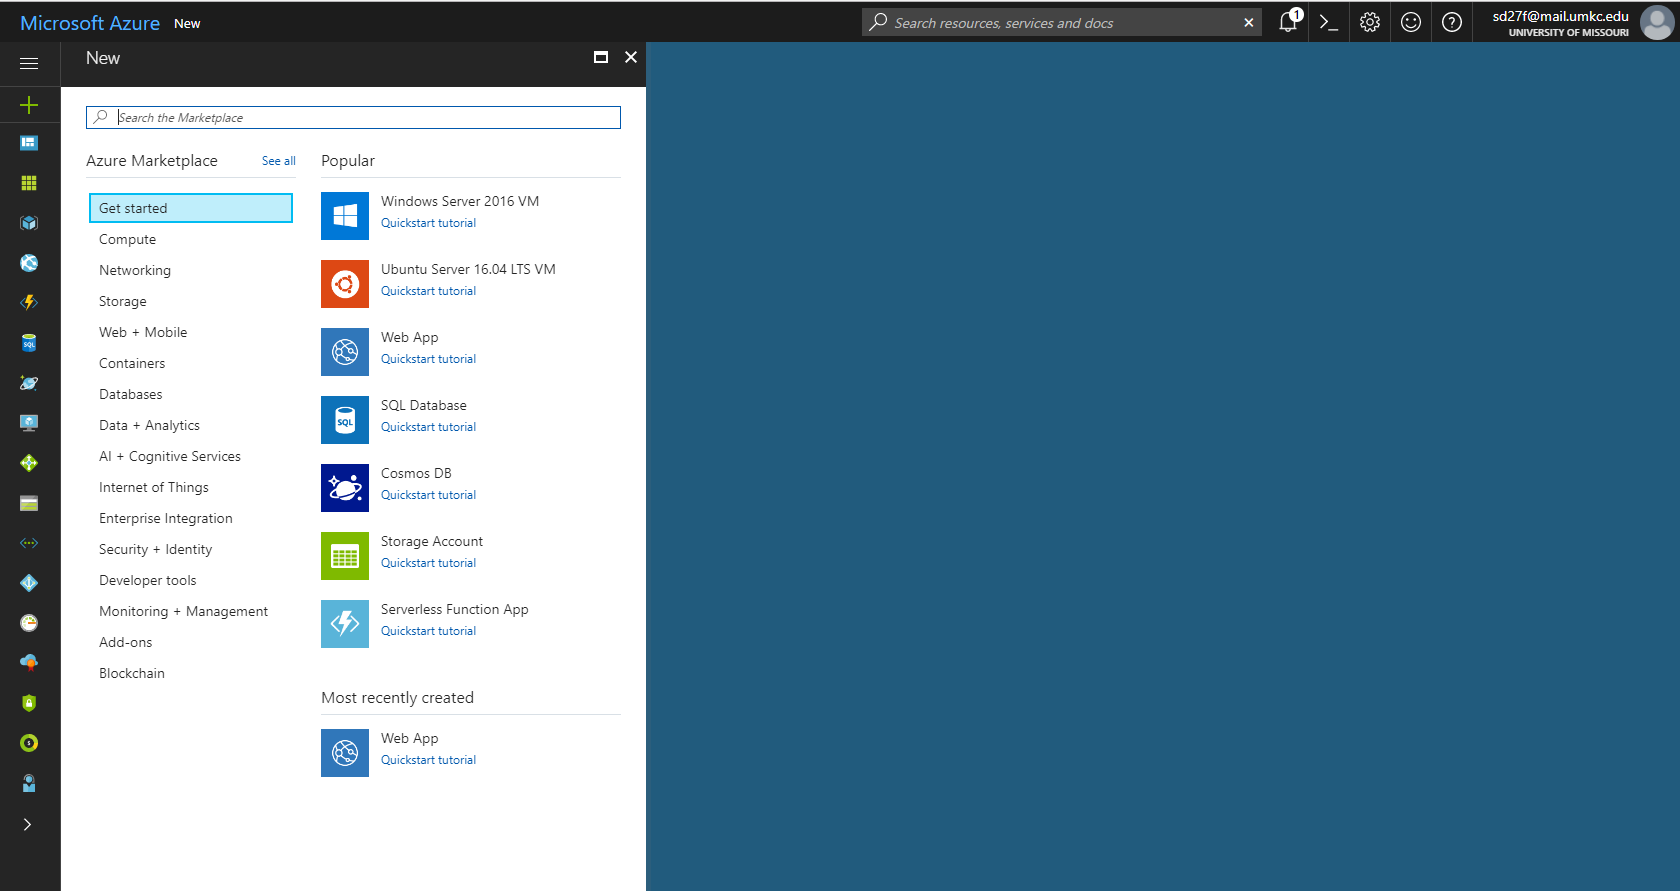 Microsoft Azure New
Search resources, services and docs
1
sd27f@mail.umkc.edu
UNIVERSITY OF MISSOURI
New
Search the Marketplace
Azure Marketplace See all
Get started
Compute
Networking
Storage
Web + Mobile
Containers
Databases
Data + Analytics
AI + Cognitive Services
Internet of Things
Enterprise Integration
Security + Identity
Developer tools
Monitoring + Management
Add-ons
Blockchain
Popular
Windows Server 2016 VM
Quickstart tutorial
Ubuntu Server 16.04 LTS VM
Quickstart tutorial
Web App
Quickstart tutorial
SQL
SQL Database
Quickstart tutorial
Cosmos DB
Quickstart tutorial
Storage Account
Quickstart tutorial
Serverless Function App
Quickstart tutorial
Most recently created
Web App
Quickstart tutorial
SQL